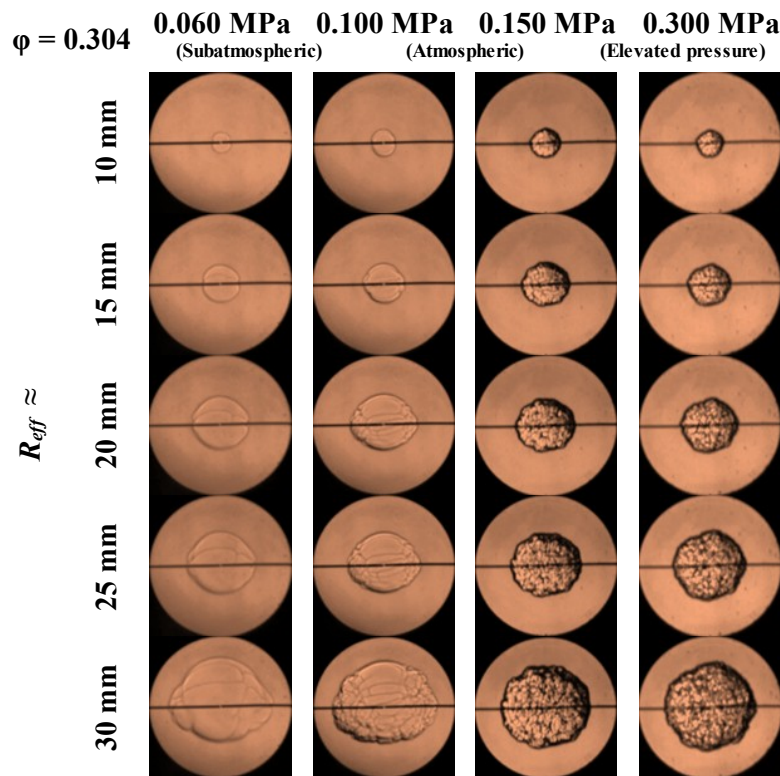 φ = 0.304
0.060 MPa 0.100 MPa 0.150 MPa 0.300 MPa
(Subatmospheric) (Atmospheric) (Elevated pressure)
10 mm
15 mm
R_eff ≈
20 mm
25 mm
30 mm